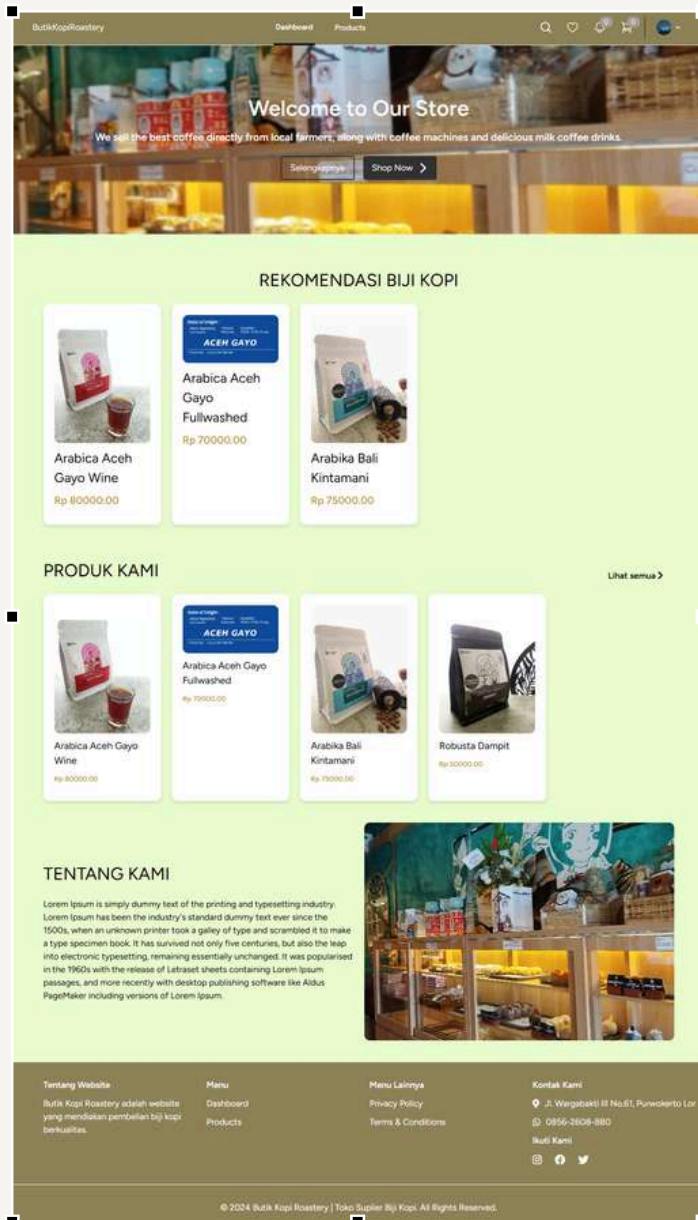 ButikKopiRoastery
Dashboard
Products
Welcome to Our Store
We sell the best coffee directly from local farmers, along with coffee machines and delicious milk coffee drinks.
Selengkapnya
Shop Now
REKOMENDASI BIJI KOPI
ACEH GAYO
Arabica Aceh
Gayo Wine
Rp 80000.00
Arabica Aceh
Gayo
Fullwashed
Rp 70000.00
Arabika Bali
Kintamani
Rp 75000.00
PRODUK KAMI
Lihat semua
ACEH GAYO
Arabica Aceh Gayo
Wine
Rp 80000.00
Arabica Aceh Gayo
Fullwashed
Rp 70000.00
Arabika Bali
Kintamani
Rp 75000.00
Robusta Dampit
Rp 50000.00
TENTANG KAMI
Lorem Ipsum is simply dummy text of the printing and typesetting industry.
Lorem Ipsum has been the industry's standard dummy text ever since the
1500s, when an unknown printer took a galley of type and scrambled it to make
a type specimen book. It has survived not only five centuries, but also the leap
into electronic typesetting, remaining essentially unchanged. It was popularised
in the 1960s with the release of Letraset sheets containing Lorem Ipsum
passages, and more recently with desktop publishing software like Aldus
PageMaker including versions of Lorem Ipsum.
Tentang Website
Butik Kopi Roastery adalah website
yang mendiakan pembelian biji kopi
berkualitas.
Menu
Dashboard
Products
Menu Lainnya
Privacy Policy
Terms & Conditions
Kontak Kami
Jl. Wargabakti III No.61, Purwokerto Lor
0856-2608-880
Ikuti Kami
© 2024 Butik Kopi Roastery | Toko Suplier Biji Kopi. All Rights Reserved.